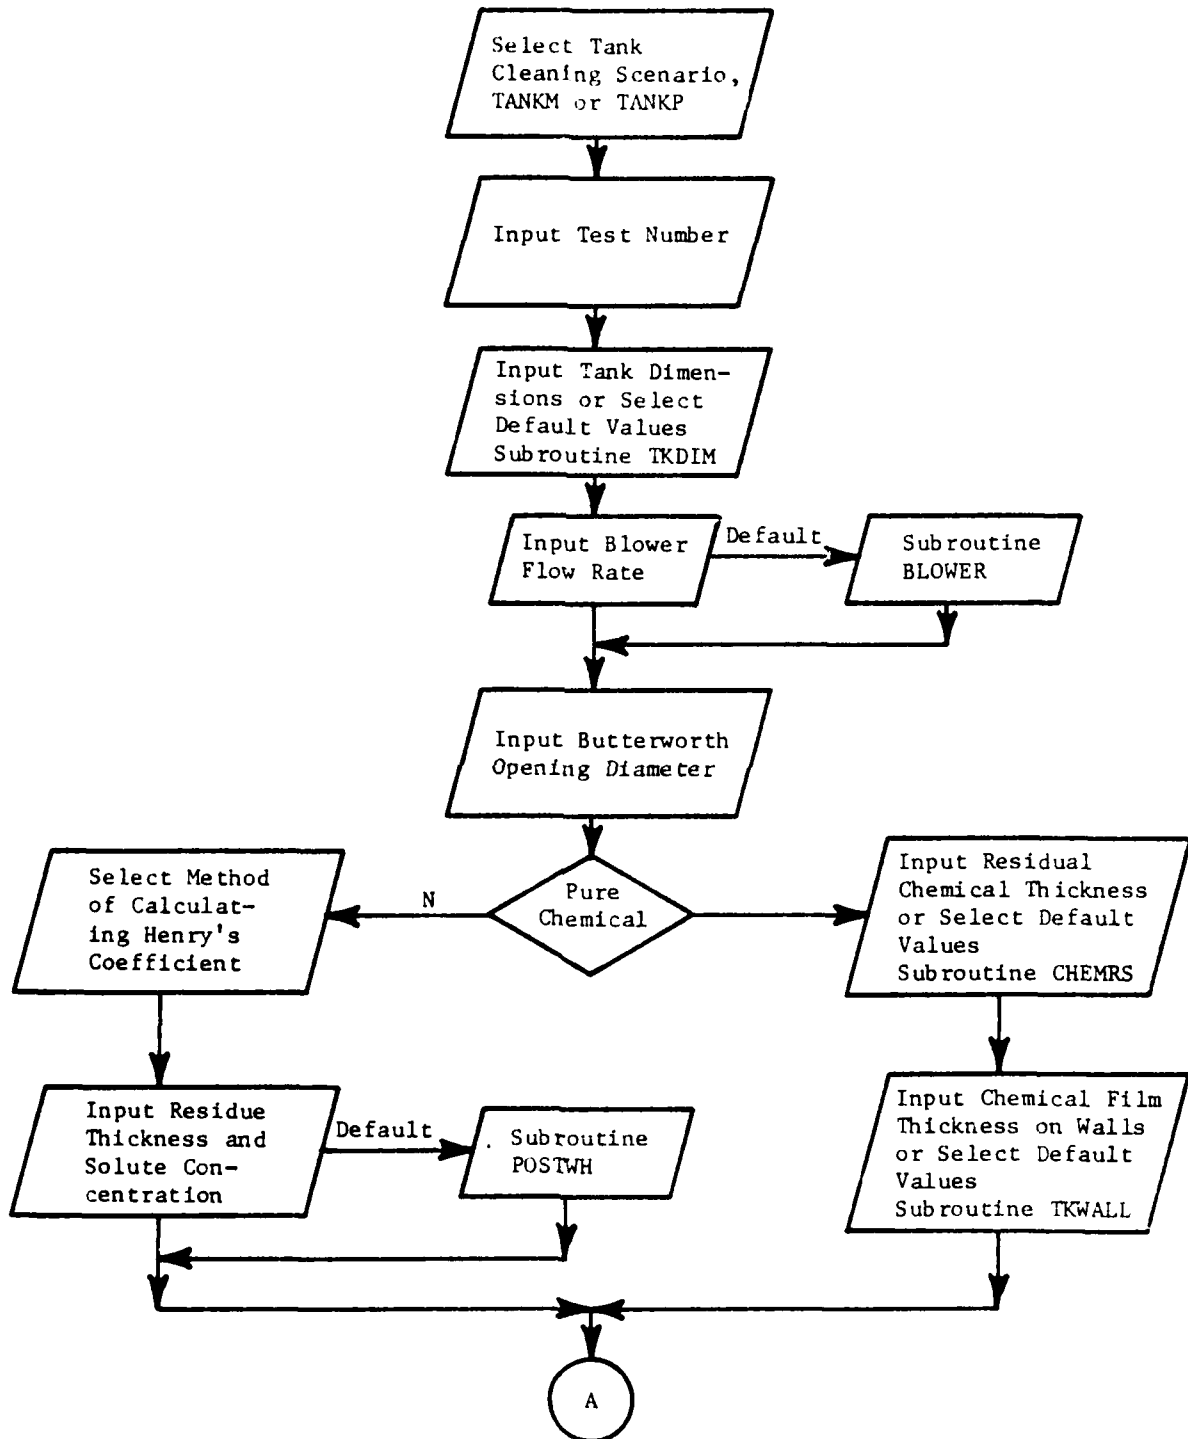 Select Tank
Cleaning Scenario,
TANKM or TANKP
Input Test Number
Input Tank Dimen-
sions or Select
Default Values
Subroutine TKDIM
Input Blower
Flow Rate
Default
Subroutine
BLOWER
Input Butterworth
Opening Diameter
Pure
Chemical
N
Select Method
of Calculat-
ing Henry's
Coefficient
Input Residual
Chemical Thickness
or Select Default
Values
Subroutine CHEMRS
Input Residue
Thickness and
Solute Con-
centration
Default
Subroutine
POSTWH
Input Chemical Film
Thickness on Walls
or Select Default
Values
Subroutine TKWALL
A